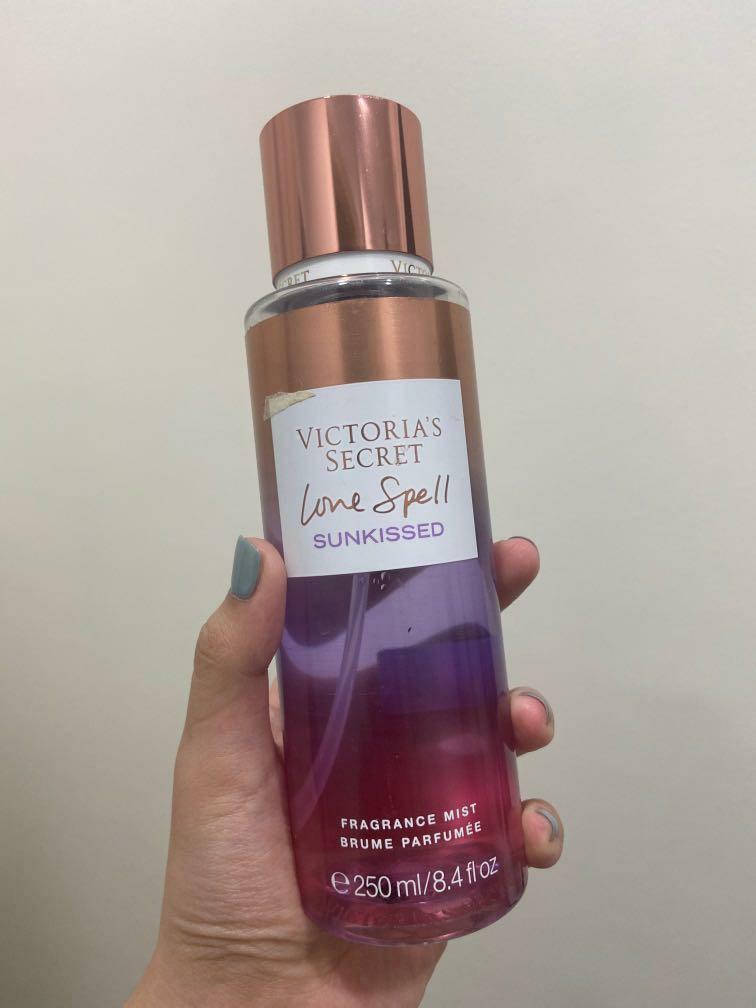 VICTORIA'S
SECRET
Love Spell
SUNKISSED
FRAGRANCE MIST
BRUME PARFUMÉE
℮ 250 ml/8.4 fl oz